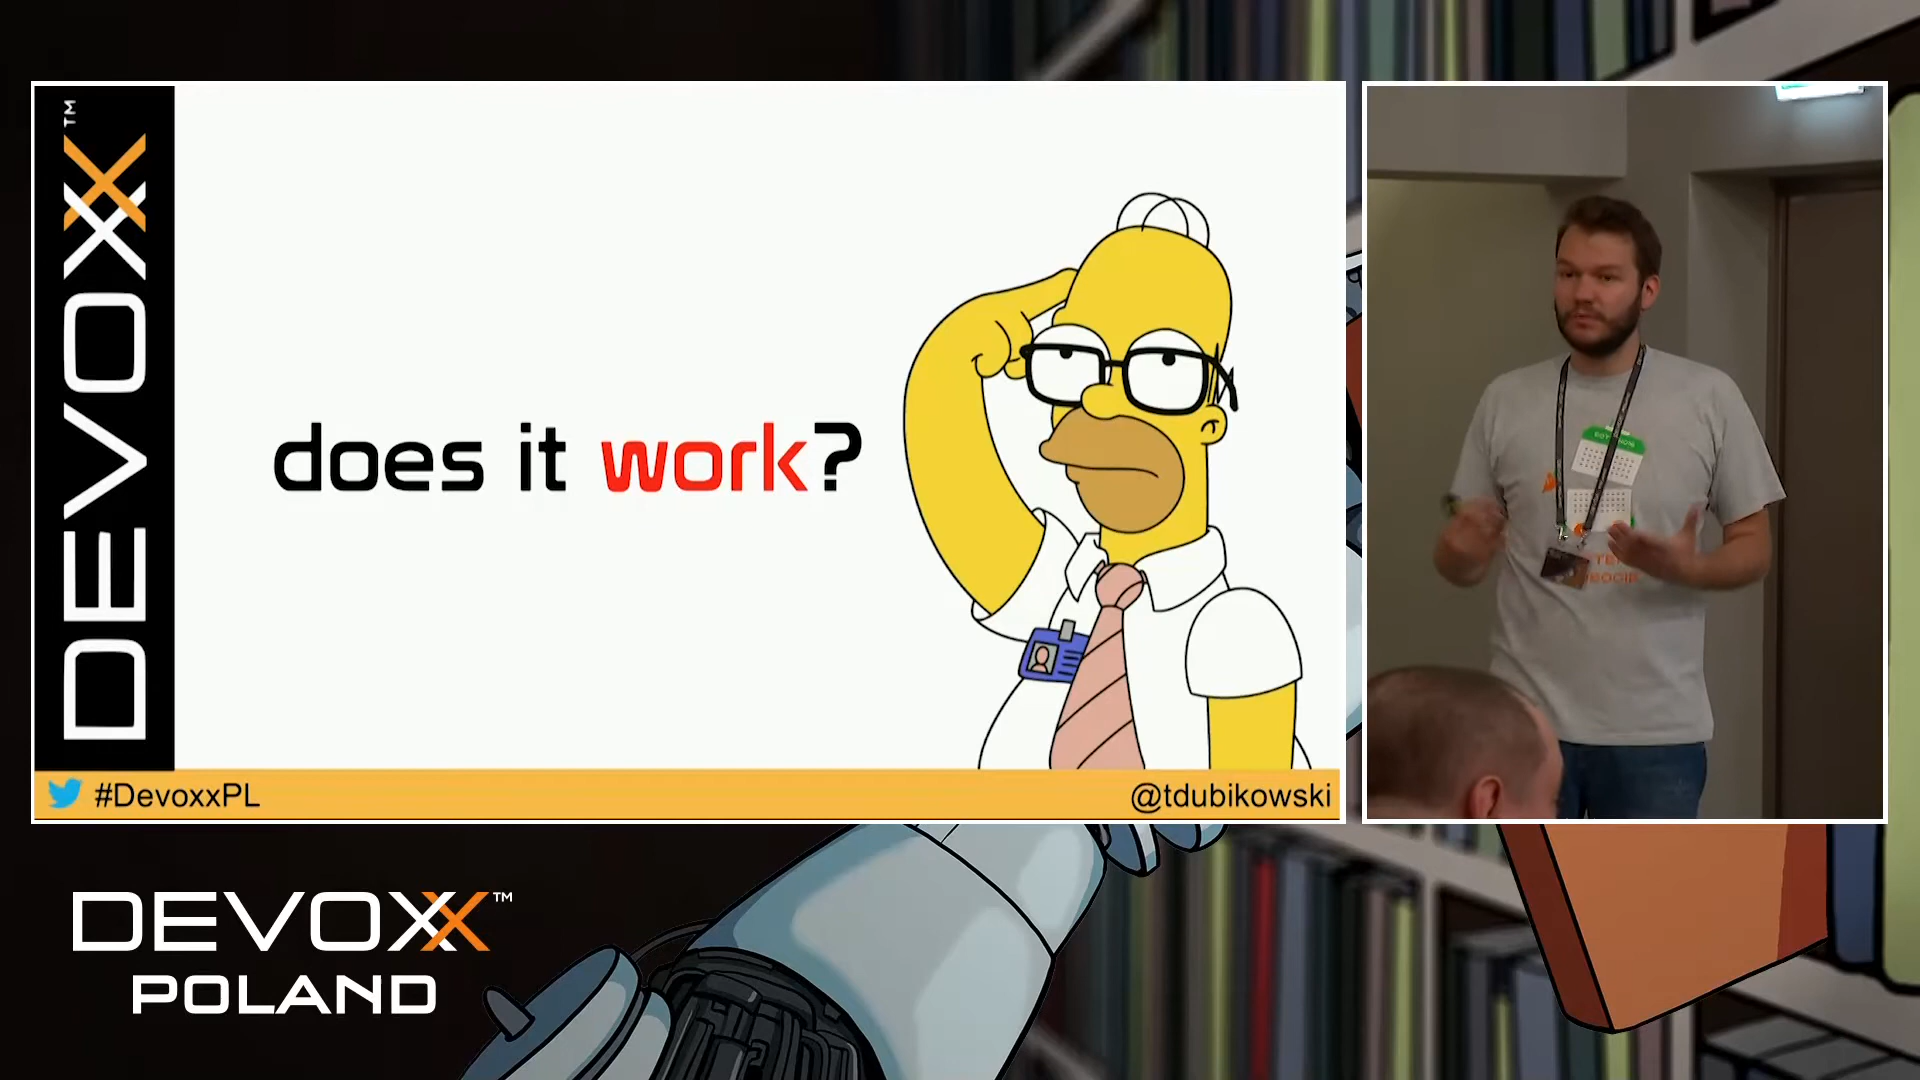 DEVOXX™
does it work?
#DevoxxPL
@tdubikowski
DEVOXX™
POLAND